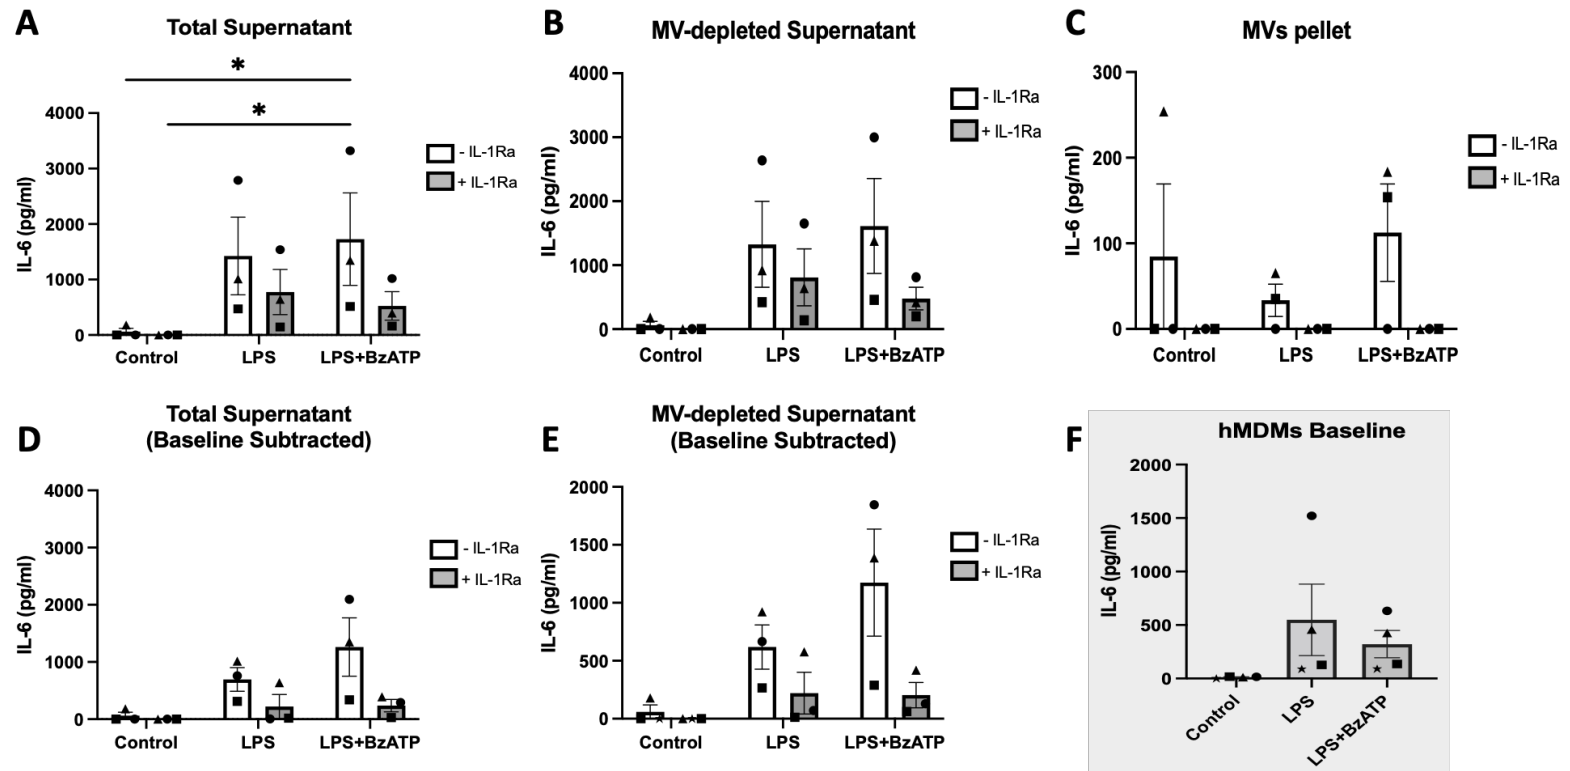 A
Total Supernatant
*
*
4000
3000
2000
1000
0
IL-6 (pg/ml)
- IL-1Ra
+ IL-1Ra
Control
LPS
LPS+BzATP
B
MV-depleted Supernatant
4000
3000
2000
1000
0
IL-6 (pg/ml)
- IL-1Ra
+ IL-1Ra
Control
LPS
LPS+BzATP
C
MVs pellet
300
200
100
0
IL-6 (pg/ml)
- IL-1Ra
+ IL-1Ra
Control
LPS
LPS+BzATP
D
Total Supernatant
(Baseline Subtracted)
4000
3000
2000
1000
0
IL-6 (pg/ml)
- IL-1Ra
+ IL-1Ra
Control
LPS
LPS+BzATP
E
MV-depleted Supernatant
(Baseline Subtracted)
2000
1500
1000
500
0
IL-6 (pg/ml)
- IL-1Ra
+ IL-1Ra
Control
LPS
LPS+BzATP
F
hMDMs Baseline
2000
1500
1000
500
0
IL-6 (pg/ml)
Control
LPS
LPS+BzATP